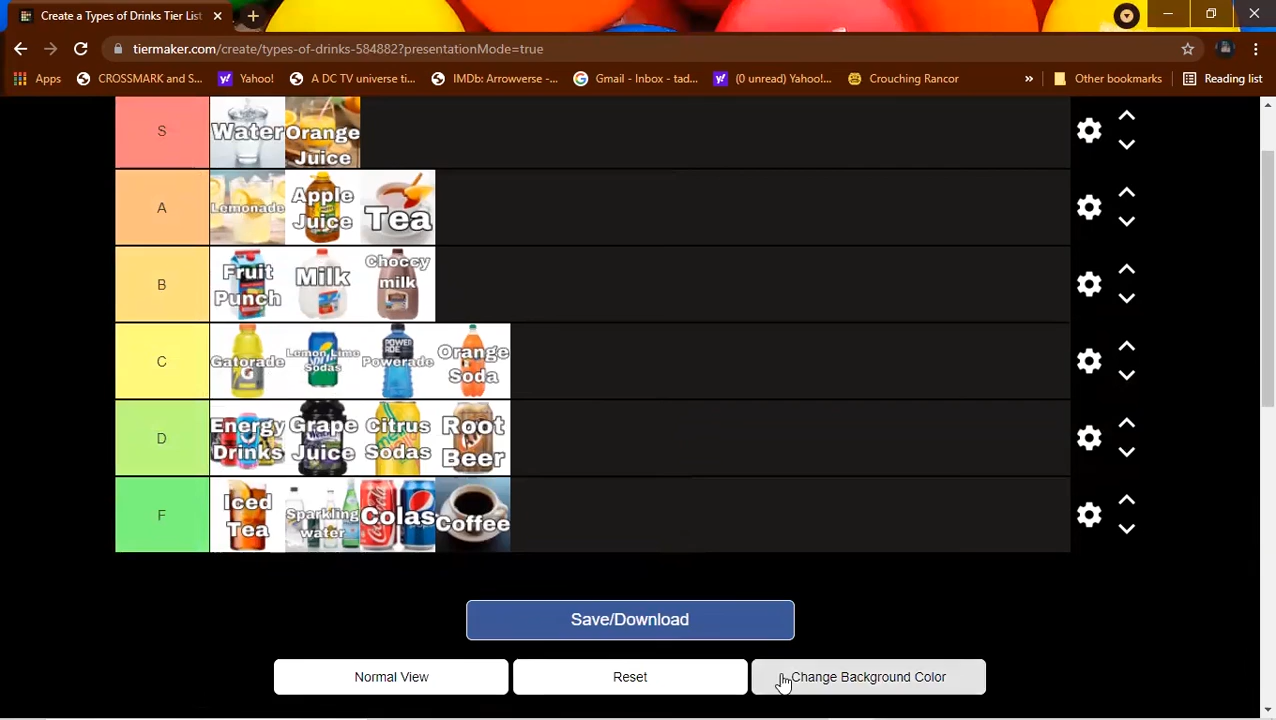 Create a Types of Drinks Tier List
tiermaker.com/create/types-of-drinks-584882?presentationMode=true
Apps
CROSSMARK and S...
Yahoo!
A DC TV universe ti...
IMDb: Arrowverse -...
Gmail - Inbox - tad...
(0 unread) Yahoo!...
Crouching Rancor
»
Other bookmarks
Reading list
S
Water
Orange
Juice
A
Lemonade
Apple
Juice
Tea
B
Fruit
Punch
Milk
Choccy
milk
C
Gatorade
G
Lemon Lime
Sodas
POWER
ADE
Powerade
Orange
Soda
D
Energy
Drinks
Grape
Juice
Citrus
Sodas
Root
Beer
F
Iced
Tea
Sparkling
water
Colas
Coffee
Save/Download
Normal View
Reset
Change Background Color